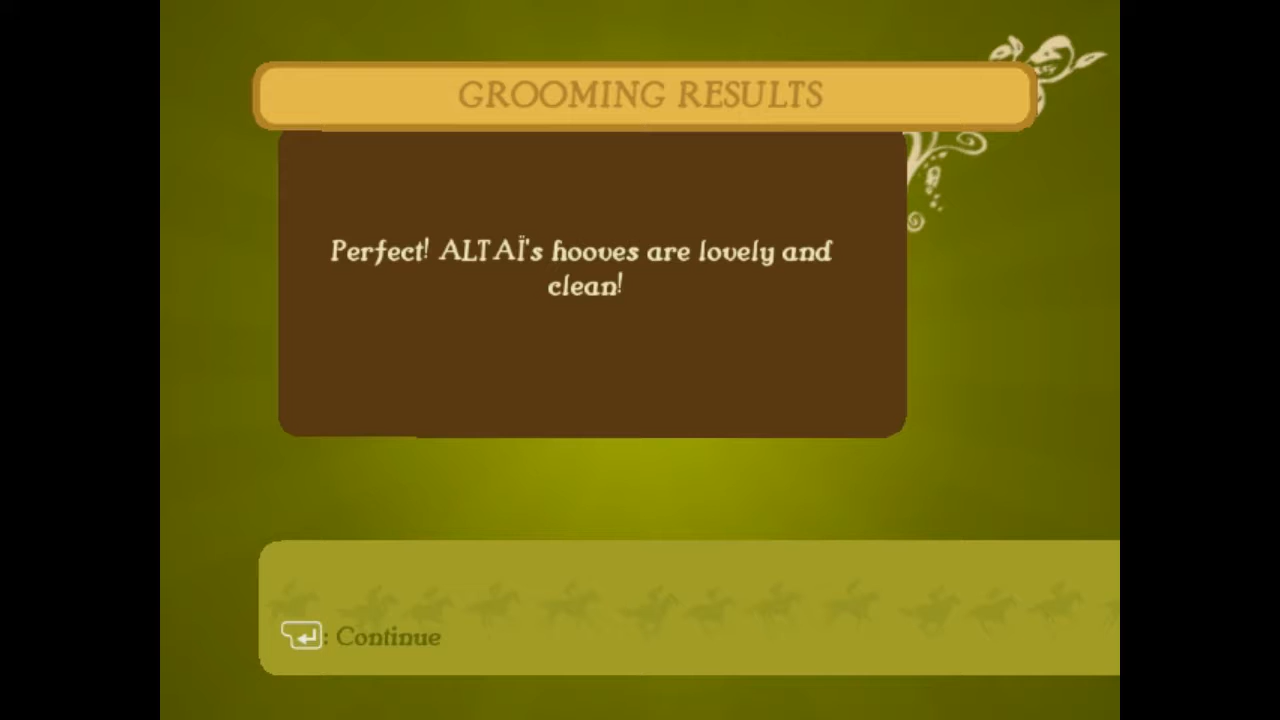 GROOMING RESULTS
Perfect! ALTAÏ's hooves are lovely and
clean!
: Continue